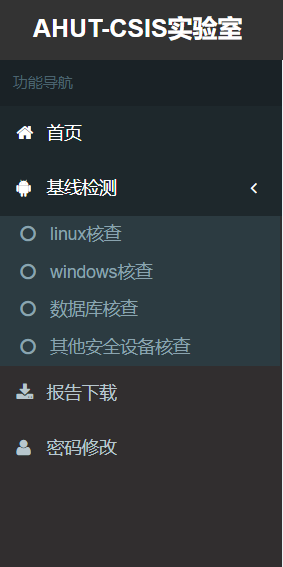 AHUT-CSIS实验室
功能导航
首页
基线检测
linux核查
windows核查
数据库核查
其他安全设备核查
报告下载
密码修改